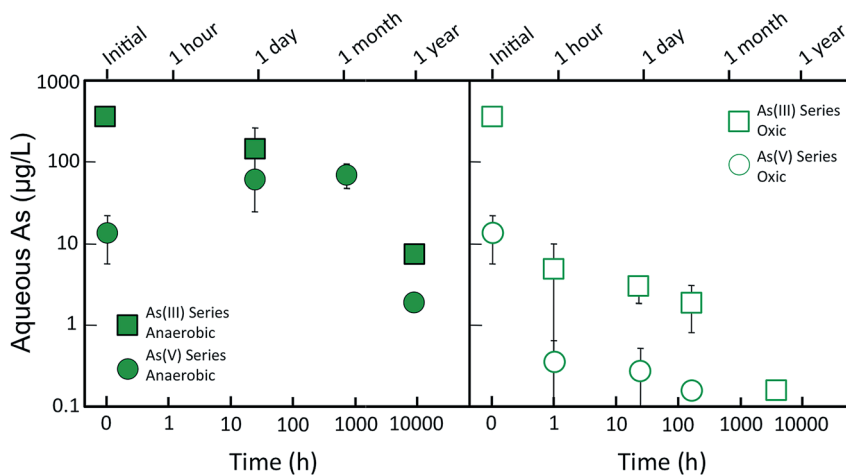 Initial
1 hour
1 day
1 month
1 year
Initial
1 hour
1 day
1 month
1 year
Aqueous As (µg/L)
1000
100
10
1
0.1
As(III) Series
Anaerobic
As(V) Series
Anaerobic
As(III) Series
Oxic
As(V) Series
Oxic
0
1
10
100
1000
10000
0
1
10
100
1000
10000
Time (h)
Time (h)